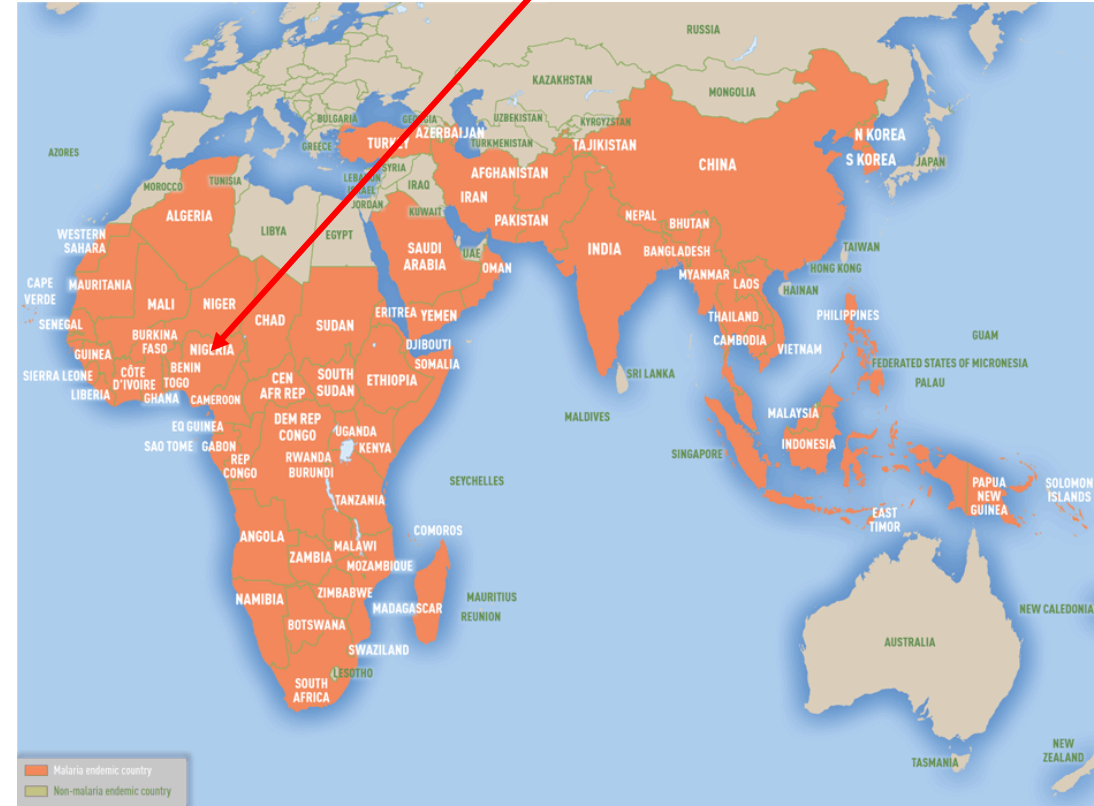 RUSSIA
KAZAKHSTAN
MONGOLIA
BULGARIA
GEORGIA
UZBEKISTAN
KYRGYZSTAN
AZORES
GREECE
TURKEY
AZERBAIJAN
TURKMENISTAN
TAJIKISTAN
N KOREA
S KOREA
JAPAN
CHINA
MOROCCO
TUNISIA
LEBANON
SYRIA
ISRAEL
IRAQ
JORDAN
KUWAIT
IRAN
AFGHANISTAN
PAKISTAN
NEPAL
BHUTAN
ALGERIA
LIBYA
EGYPT
WESTERN
SAHARA
SAUDI
ARABIA
UAE
OMAN
INDIA
BANGLADESH
MYANMAR
LAOS
TAIWAN
HONG KONG
HAINAN
CAPE
VERDE
MAURITANIA
MALI
NIGER
CHAD
SUDAN
ERITREA
YEMEN
THAILAND
PHILIPPINES
SENEGAL
BURKINA
FASO
NIGERIA
DJIBOUTI
CAMBODIA
VIETNAM
GUAM
GUINEA
BENIN
SOMALIA
SIERRA LEONE
CÔTE
D'IVOIRE
TOGO
LIBERIA
GHANA
CAMEROON
CEN
AFR REP
SOUTH
SUDAN
ETHIOPIA
SRI LANKA
FEDERATED STATES OF MICRONESIA
PALAU
MALDIVES
MALAYSIA
EQ GUINEA
SAO TOME
GABON
REP
CONGO
DEM REP
CONGO
UGANDA
KENYA
RWANDA
BURUNDI
SINGAPORE
INDONESIA
SEYCHELLES
TANZANIA
PAPUA
NEW
GUINEA
SOLOMON
ISLANDS
EAST
TIMOR
COMOROS
ANGOLA
ZAMBIA
MALAWI
MOZAMBIQUE
NAMIBIA
ZIMBABWE
MADAGASCAR
MAURITIUS
REUNION
NEW CALEDONIA
BOTSWANA
SWAZILAND
AUSTRALIA
LESOTHO
SOUTH
AFRICA
TASMANIA
NEW
ZEALAND
Malaria endemic country
Non-malaria endemic country